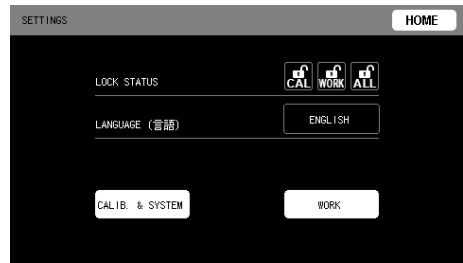 SETTINGS HOME
LOCK STATUS CAL WORK ALL
LANGUAGE (言語) ENGLISH
CALIB. & SYSTEM WORK